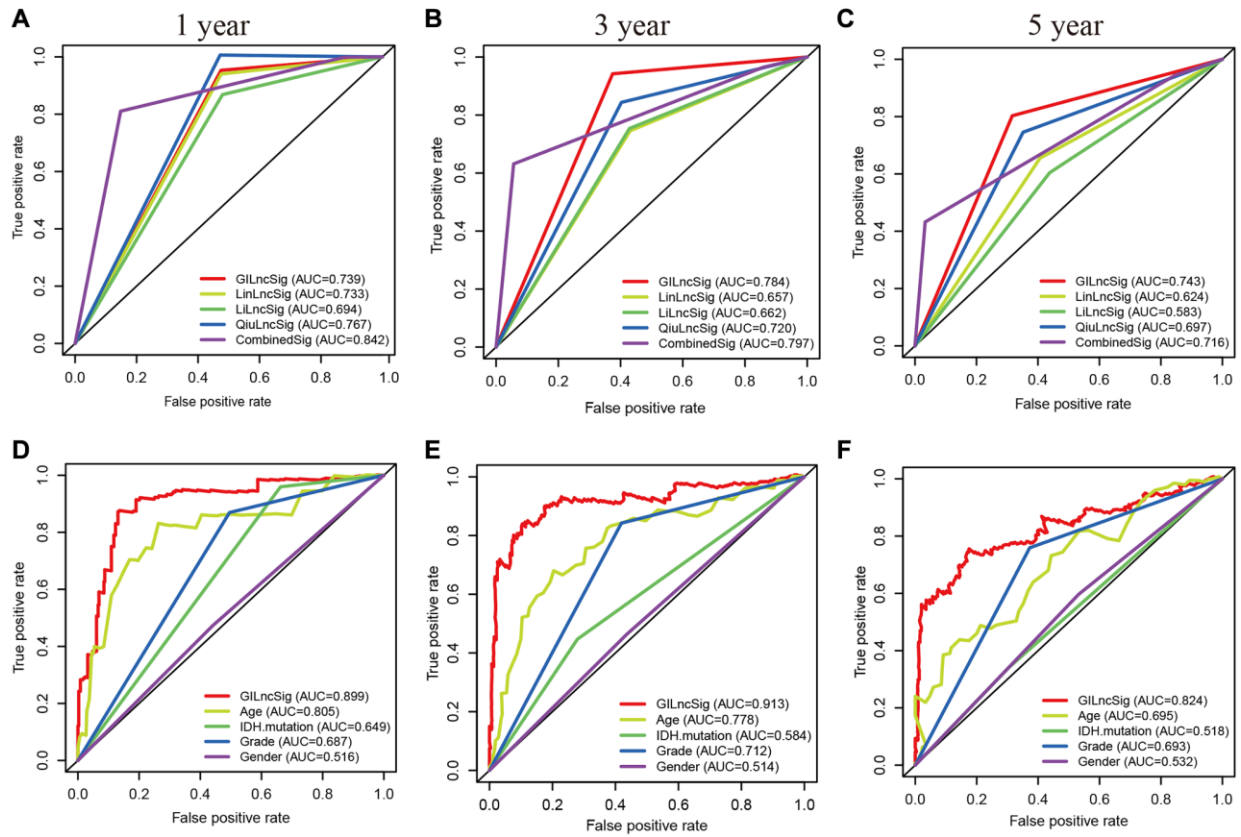 A
1 year
True positive rate
1.0
0.8
0.6
0.4
0.2
0.0
GILncSig (AUC=0.739)
LinLncSig (AUC=0.733)
LiLncSig (AUC=0.694)
QiuLncSig (AUC=0.767)
CombinedSig (AUC=0.842)
0.0 0.2 0.4 0.6 0.8 1.0
False positive rate
B
3 year
True positive rate
1.0
0.8
0.6
0.4
0.2
0.0
GILncSig (AUC=0.784)
LinLncSig (AUC=0.657)
LiLncSig (AUC=0.662)
QiuLncSig (AUC=0.720)
CombinedSig (AUC=0.797)
0.0 0.2 0.4 0.6 0.8 1.0
False positive rate
C
5 year
True positive rate
1.0
0.8
0.6
0.4
0.2
0.0
GILncSig (AUC=0.743)
LinLncSig (AUC=0.624)
LiLncSig (AUC=0.583)
QiuLncSig (AUC=0.697)
CombinedSig (AUC=0.716)
0.0 0.2 0.4 0.6 0.8 1.0
False positive rate
D
True positive rate
1.0
0.8
0.6
0.4
0.2
0.0
GILncSig (AUC=0.899)
Age (AUC=0.805)
IDH.mutation (AUC=0.649)
Grade (AUC=0.687)
Gender (AUC=0.516)
0.0 0.2 0.4 0.6 0.8 1.0
False positive rate
E
True positive rate
1.0
0.8
0.6
0.4
0.2
0.0
GILncSig (AUC=0.913)
Age (AUC=0.778)
IDH.mutation (AUC=0.584)
Grade (AUC=0.712)
Gender (AUC=0.514)
0.0 0.2 0.4 0.6 0.8 1.0
False positive rate
F
True positive rate
1.0
0.8
0.6
0.4
0.2
0.0
GILncSig (AUC=0.824)
Age (AUC=0.695)
IDH.mutation (AUC=0.518)
Grade (AUC=0.693)
Gender (AUC=0.532)
0.0 0.2 0.4 0.6 0.8 1.0
False positive rate